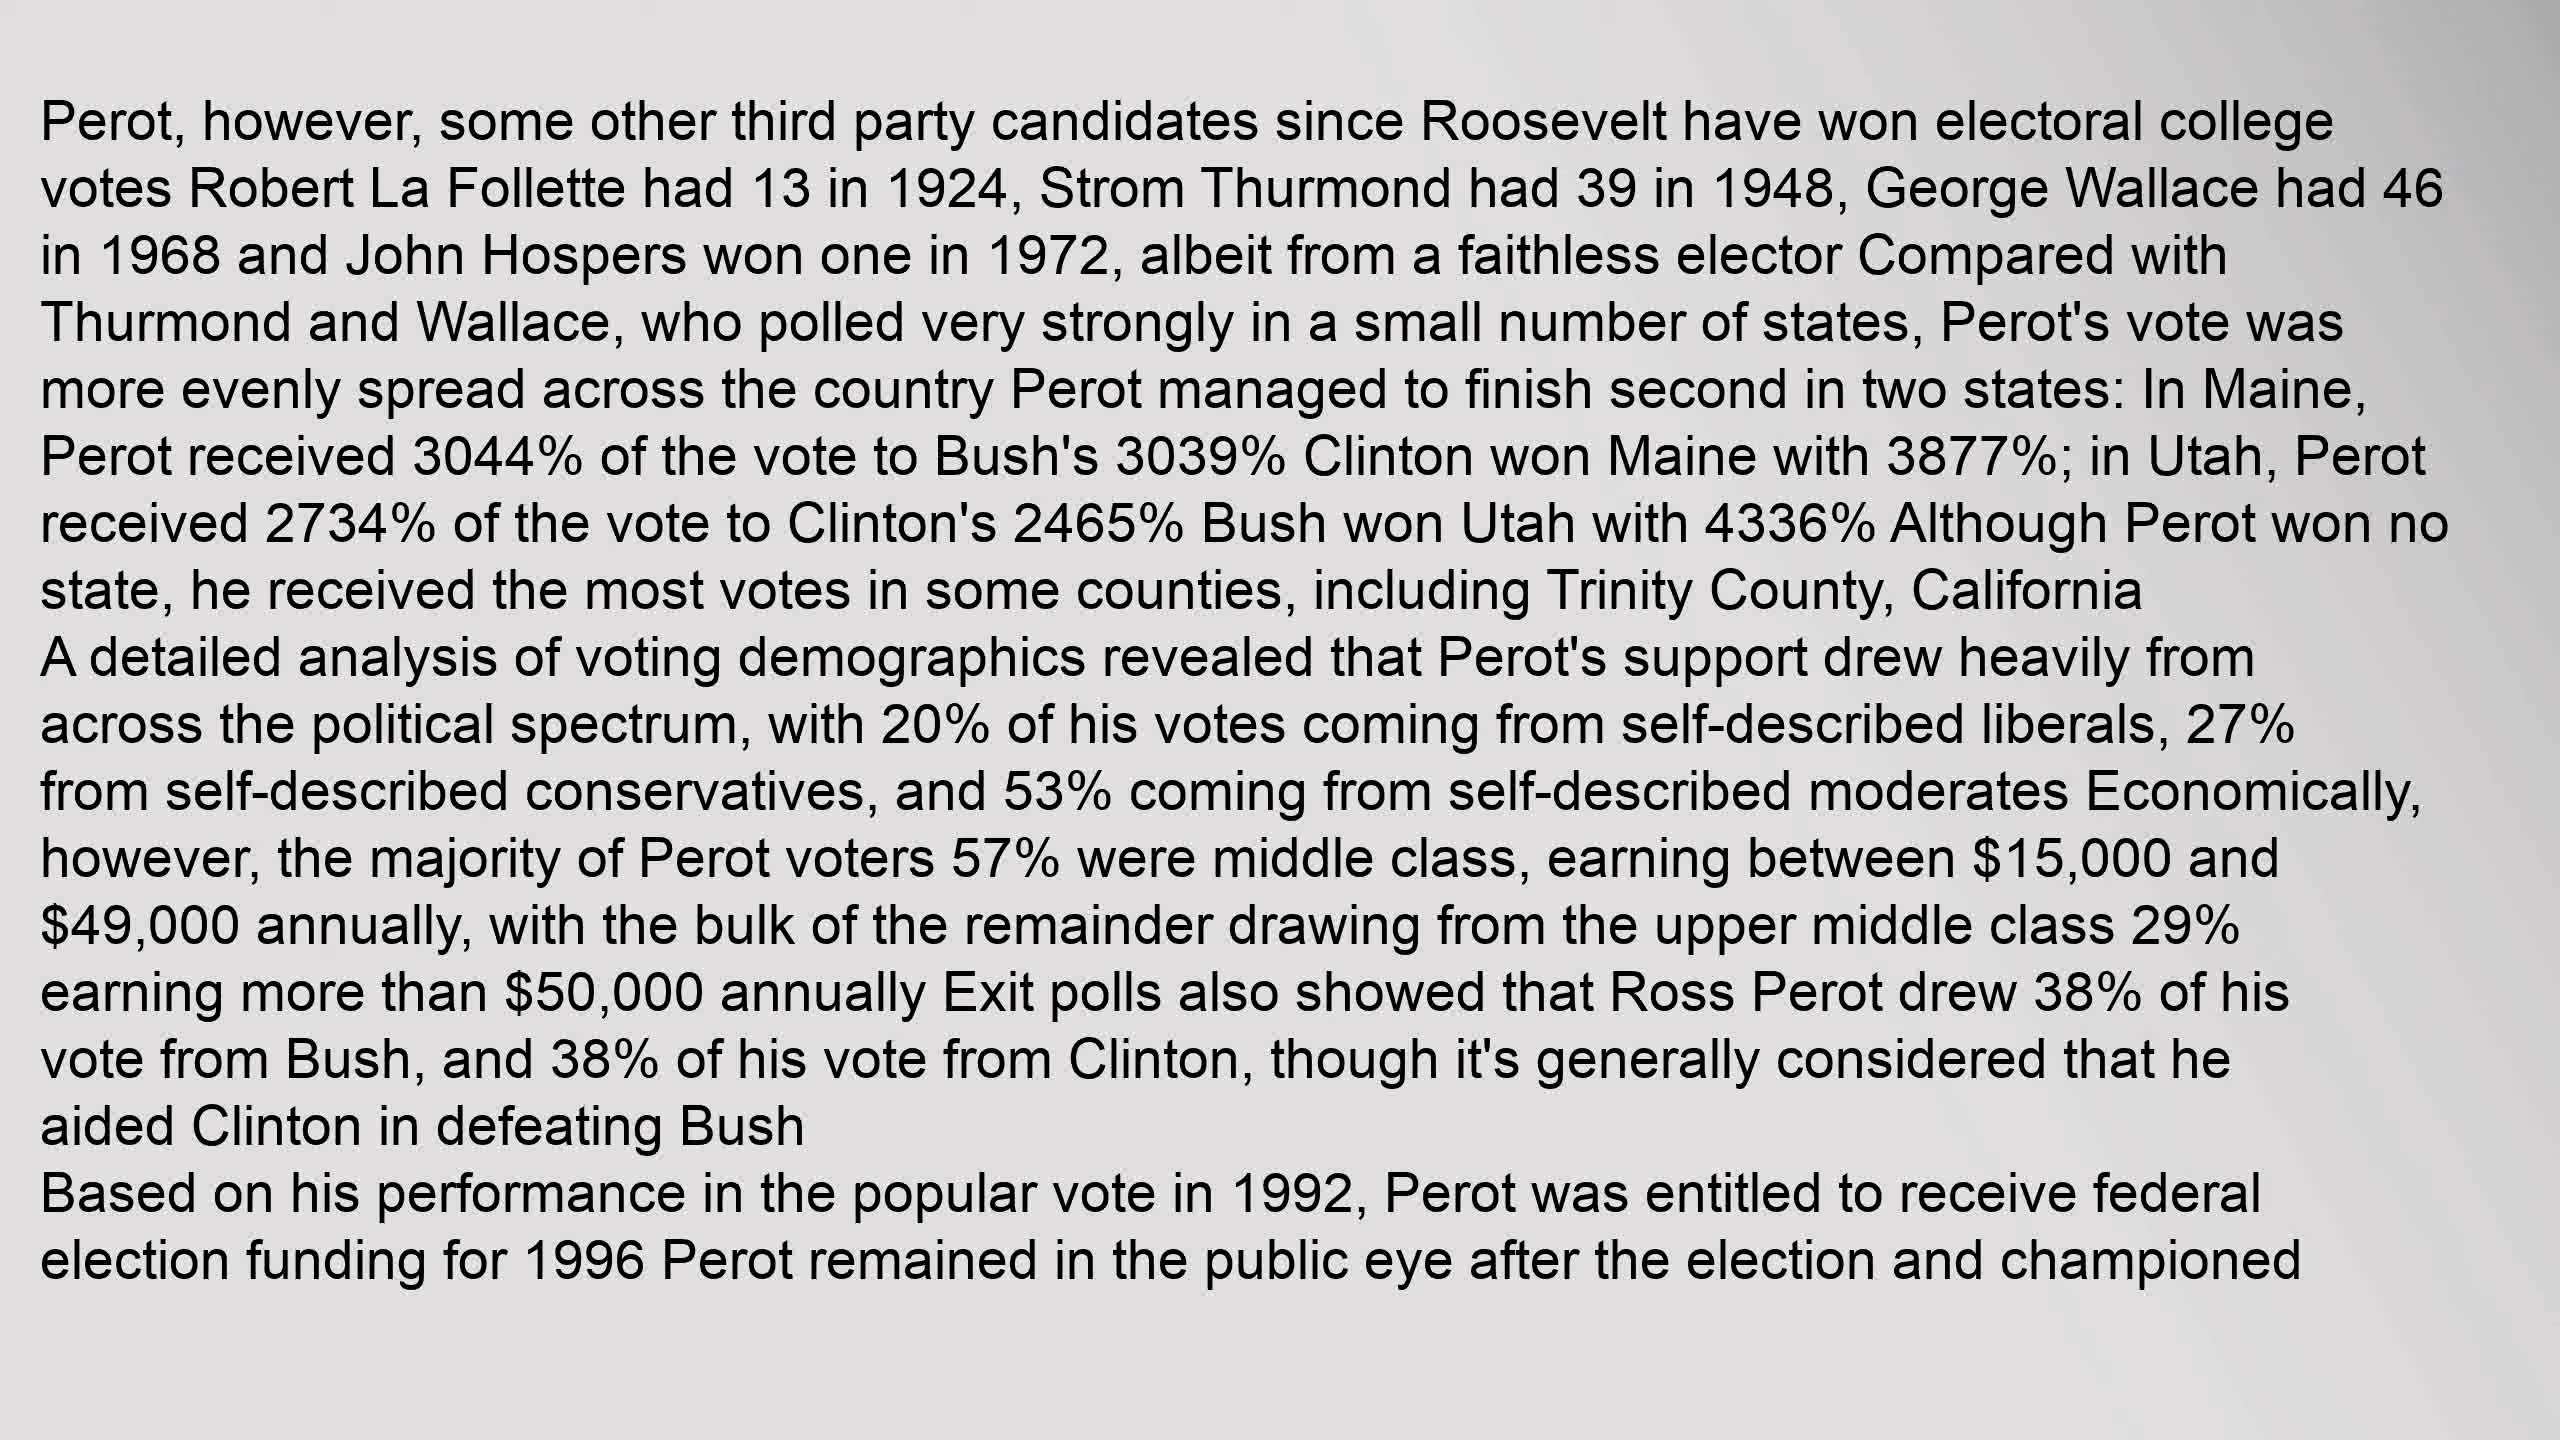 Perot, however, some other third party candidates since Roosevelt have won electoral college
votes Robert La Follette had 13 in 1924, Strom Thurmond had 39 in 1948, George Wallace had 46
in 1968 and John Hospers won one in 1972, albeit from a faithless elector Compared with
Thurmond and Wallace, who polled very strongly in a small number of states, Perot's vote was
more evenly spread across the country Perot managed to finish second in two states: In Maine,
Perot received 3044% of the vote to Bush's 3039% Clinton won Maine with 3877%; in Utah, Perot
received 2734% of the vote to Clinton's 2465% Bush won Utah with 4336% Although Perot won no
state, he received the most votes in some counties, including Trinity County, California
A detailed analysis of voting demographics revealed that Perot's support drew heavily from
across the political spectrum, with 20% of his votes coming from self-described liberals, 27%
from self-described conservatives, and 53% coming from self-described moderates Economically,
however, the majority of Perot voters 57% were middle class, earning between $15,000 and
$49,000 annually, with the bulk of the remainder drawing from the upper middle class 29%
earning more than $50,000 annually Exit polls also showed that Ross Perot drew 38% of his
vote from Bush, and 38% of his vote from Clinton, though it's generally considered that he
aided Clinton in defeating Bush
Based on his performance in the popular vote in 1992, Perot was entitled to receive federal
election funding for 1996 Perot remained in the public eye after the election and championed